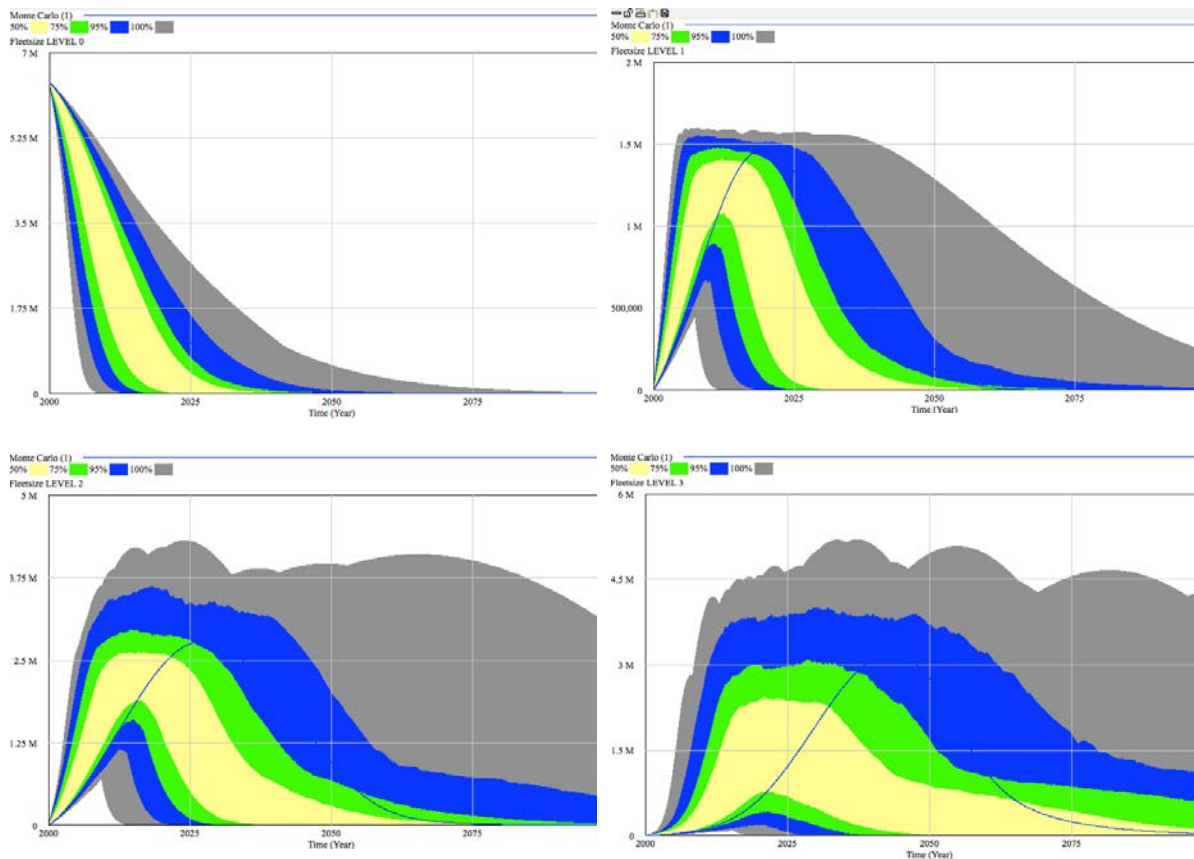 Monte Carlo (1)
50% 75% 95% 100%
Fleetsize LEVEL 0
7 M
5.25 M
3.5 M
1.75 M
0
2000 2025 2050 2075
Time (Year)
Monte Carlo (1)
50% 75% 95% 100%
Fleetsize LEVEL 1
2 M
1.5 M
1 M
500,000
0
2000 2025 2050 2075
Time (Year)
Monte Carlo (1)
50% 75% 95% 100%
Fleetsize LEVEL 2
5 M
3.75 M
2.5 M
1.25 M
0
2000 2025 2050 2075
Time (Year)
Monte Carlo (1)
50% 75% 95% 100%
Fleetsize LEVEL 3
6 M
4.5 M
3 M
1.5 M
0
2000 2025 2050 2075
Time (Year)